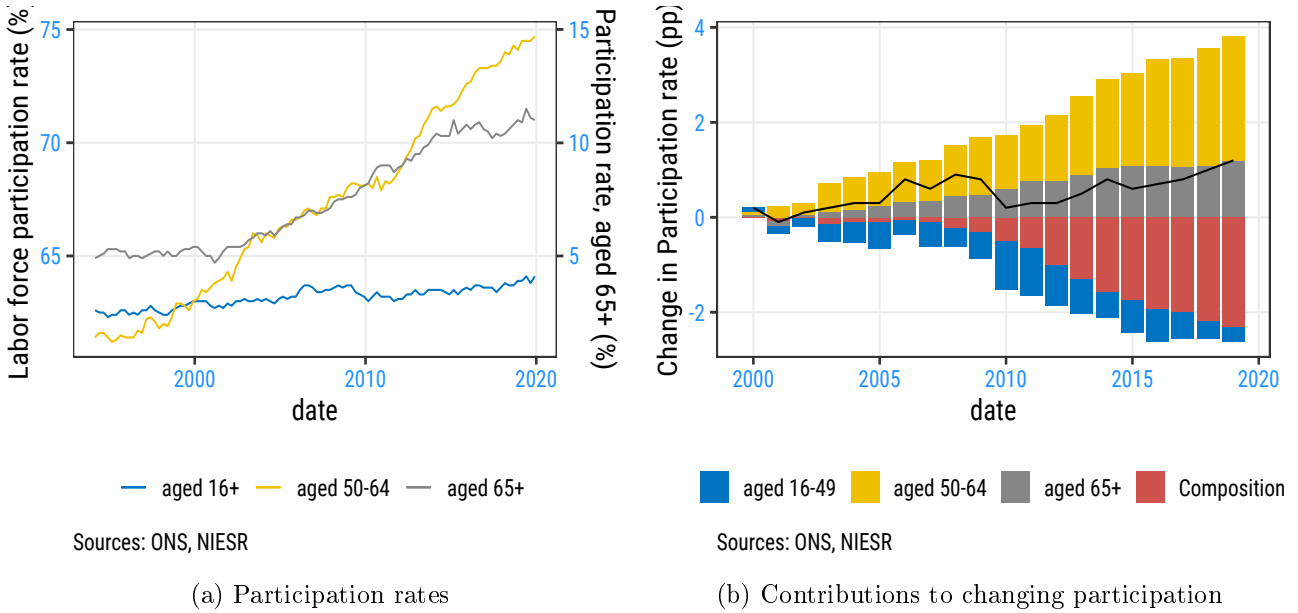 Labor force participation rate (%)
75
70
65
15
10
5
Participation rate, aged 65+ (%)
2000
2010
2020
date
aged 16+
aged 50-64
aged 65+
Sources: ONS, NIESR
(a) Participation rates
Change in Participation rate (pp)
4
2
0
-2
2000
2005
2010
2015
2020
date
aged 16-49
aged 50-64
aged 65+
Composition
Sources: ONS, NIESR
(b) Contributions to changing participation